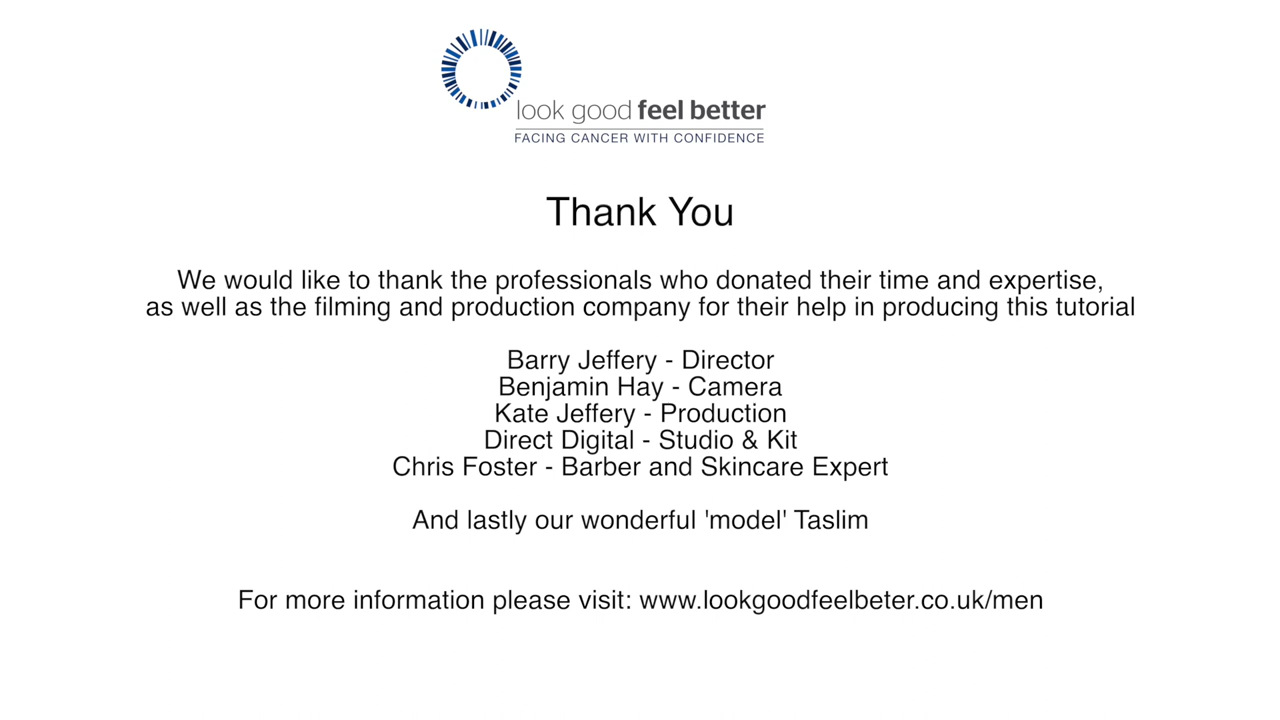 look good feel better
FACING CANCER WITH CONFIDENCE
Thank You
We would like to thank the professionals who donated their time and expertise,
as well as the filming and production company for their help in producing this tutorial
Barry Jeffery - Director
Benjamin Hay - Camera
Kate Jeffery - Production
Direct Digital - Studio & Kit
Chris Foster - Barber and Skincare Expert
And lastly our wonderful 'model' Taslim
For more information please visit: www.lookgoodfeelbeter.co.uk/men